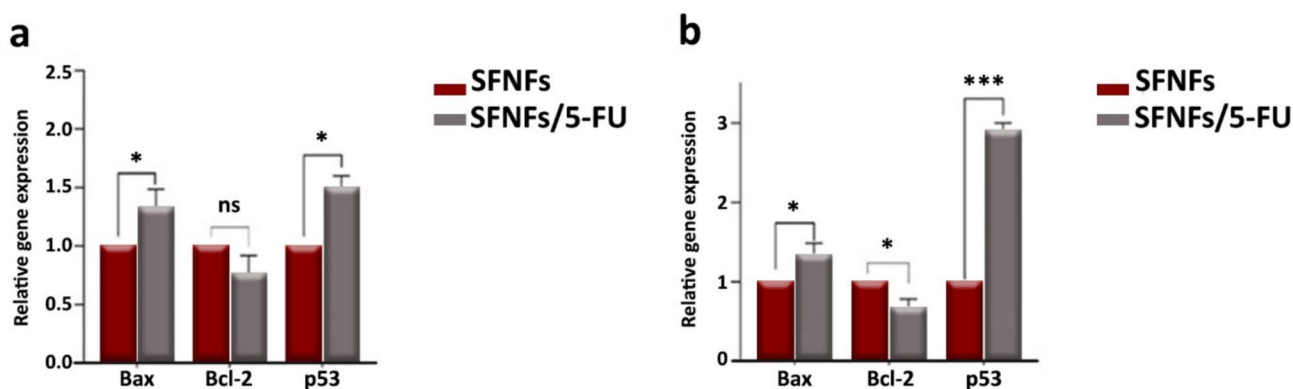 a
Relative gene expression
2.5
2.0
1.5
1.0
0.5
0.0
*
ns
*
Bax Bcl-2 p53
SFNFs
SFNFs/5-FU
b
Relative gene expression
3
2
1
0
*
*
***
Bax Bcl-2 p53
SFNFs
SFNFs/5-FU